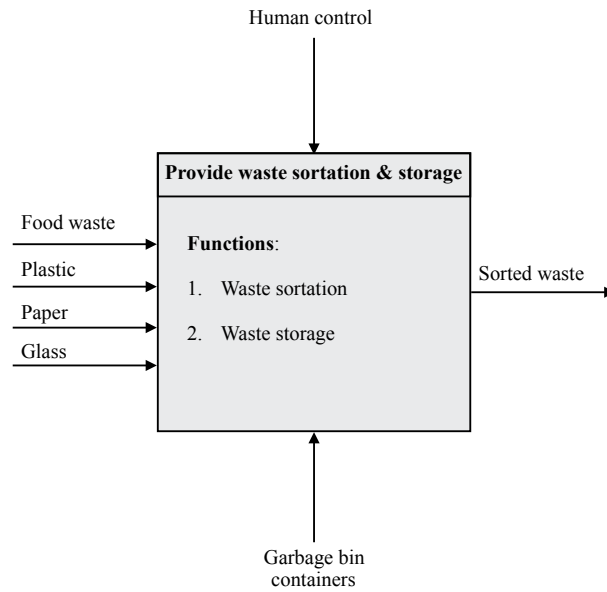 Human control
Provide waste sortation & storage
Food waste
Functions:
Plastic
1. Waste sortation
Sorted waste
Paper
2. Waste storage
Glass
Garbage bin
containers